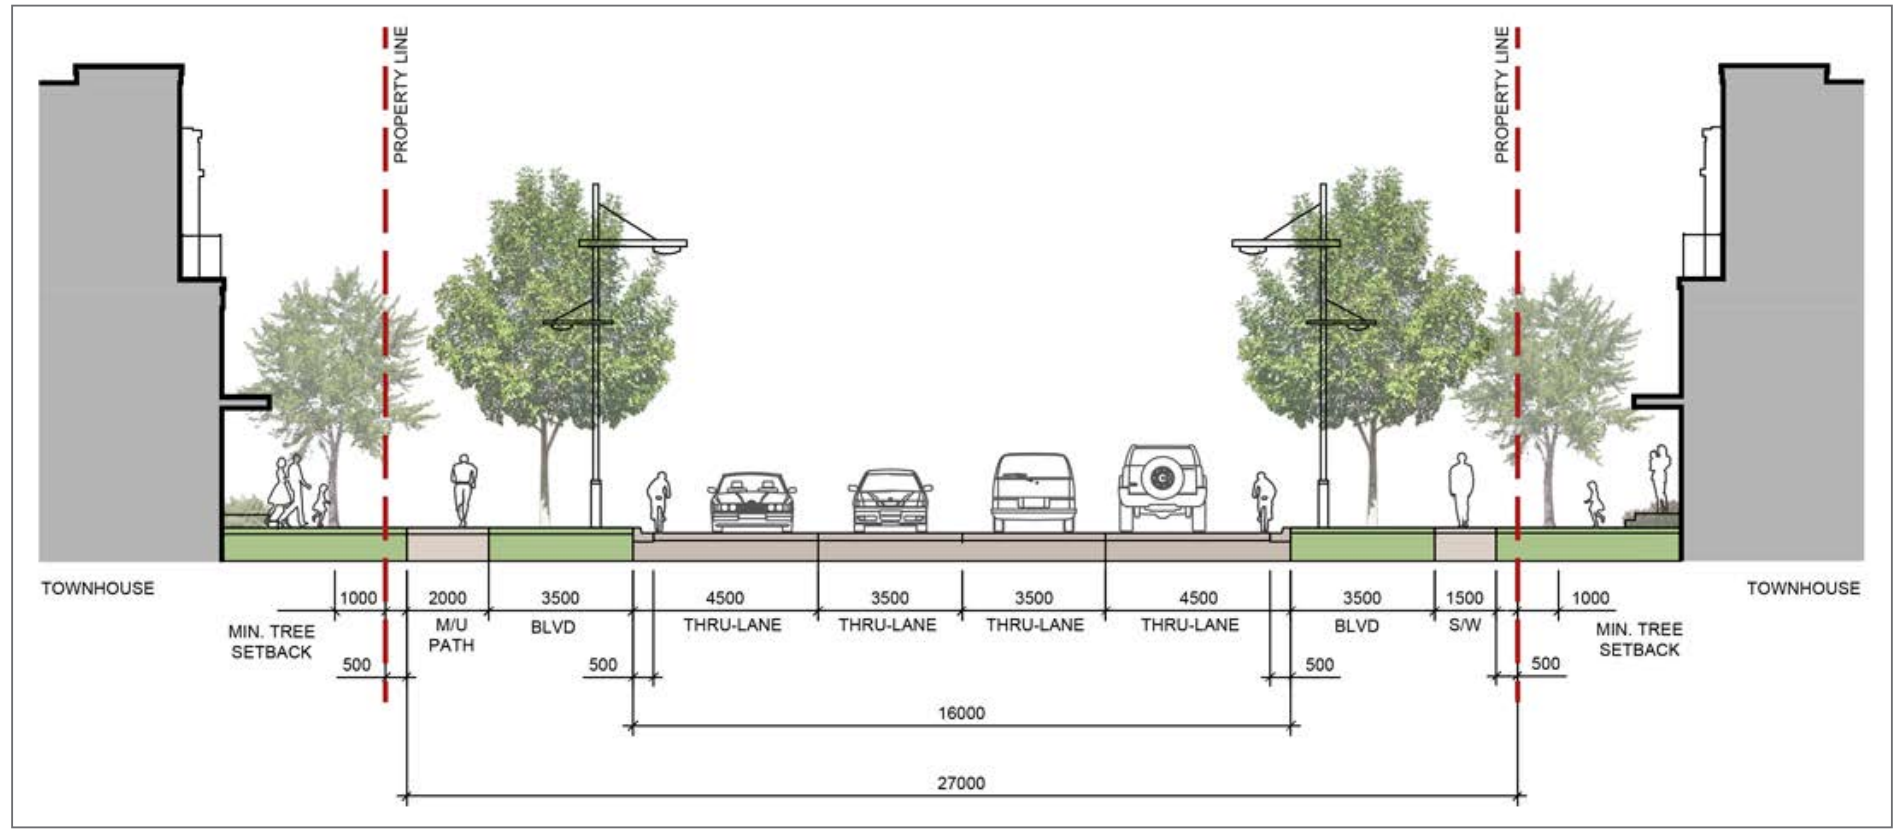 PROPERTY LINE
PROPERTY LINE
TOWNHOUSE
TOWNHOUSE
1000
2000
3500
4500
3500
3500
4500
3500
1500
1000
MIN. TREE
SETBACK
M/U
PATH
BLVD
THRU-LANE
THRU-LANE
THRU-LANE
THRU-LANE
BLVD
S/W
MIN. TREE
SETBACK
500
500
500
500
16000
27000